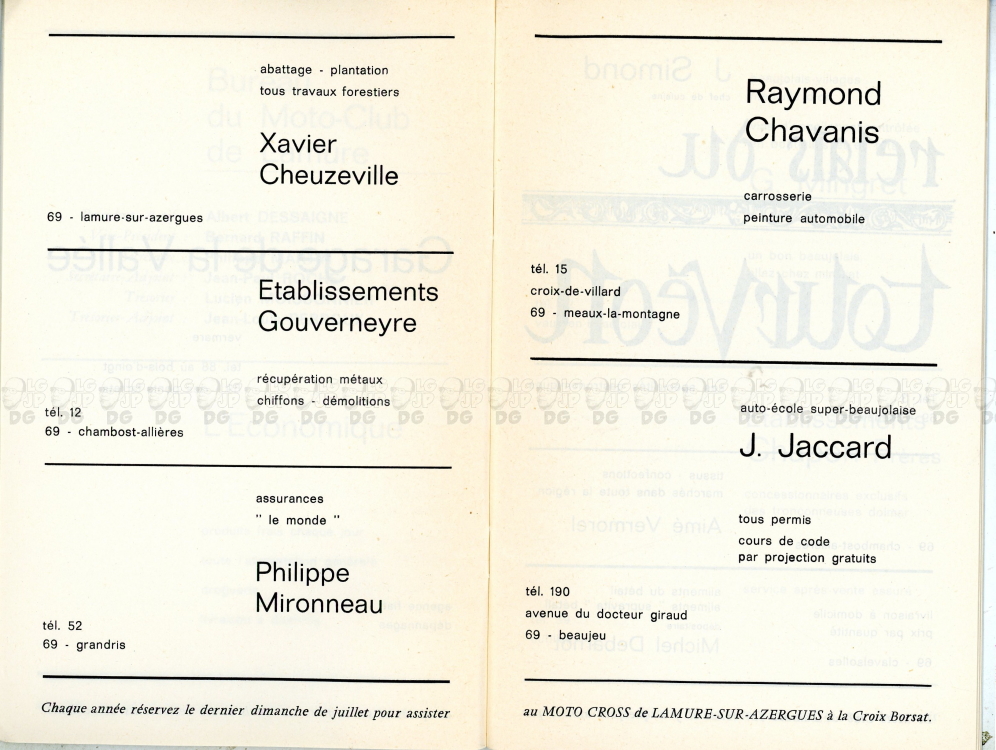 abattage - plantation
tous travaux forestiers
Xavier
Cheuzeville
69 - lamure-sur-azergues
Etablissements
Gouverneyre
récupération métaux
chiffons - démolitions
tél. 12
69 - chambost-allières
assurances
" le monde "
Philippe
Mironneau
tél. 52
69 - grandris
Chaque année réservez le dernier dimanche de juillet pour assister
Raymond
Chavanis
carrosserie
peinture automobile
tél. 15
croix-de-villard
69 - meaux-la-montagne
auto-école super-beaujolaise
J. Jaccard
tous permis
cours de code
par projection gratuits
tél. 190
avenue du docteur giraud
69 - beaujeu
au MOTO CROSS de LAMURE-SUR-AZERGUES à la Croix Borsat.